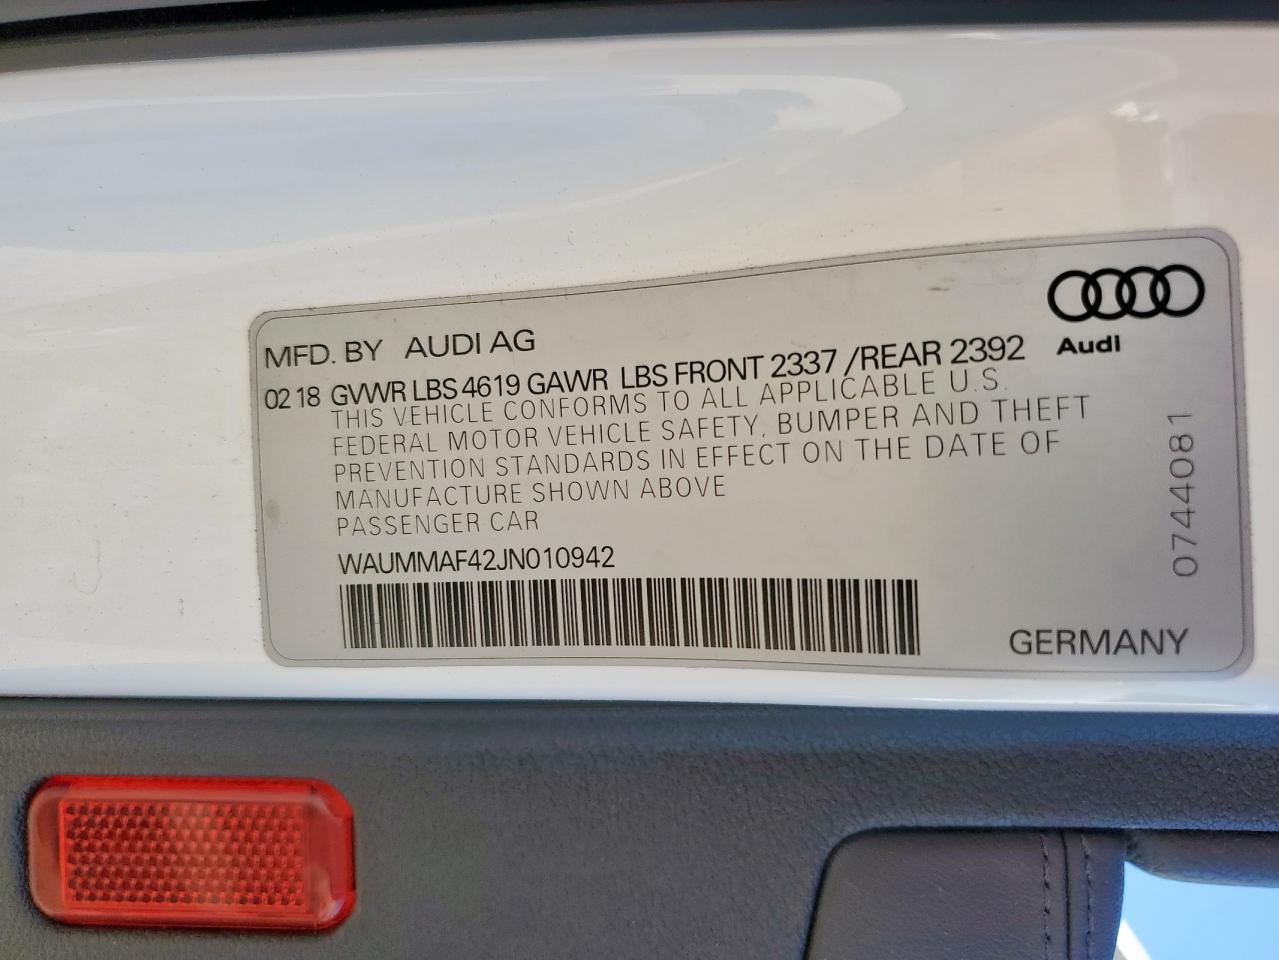 Audi
MFD. BY AUDI AG
02 18 GVWR LBS 4619 GAWR LBS FRONT 2337 /REAR 2392
THIS VEHICLE CONFORMS TO ALL APPLICABLE U.S.
FEDERAL MOTOR VEHICLE SAFETY, BUMPER AND THEFT
PREVENTION STANDARDS IN EFFECT ON THE DATE OF
MANUFACTURE SHOWN ABOVE
PASSENGER CAR
WAUMMAF42JN010942
0744081
GERMANY